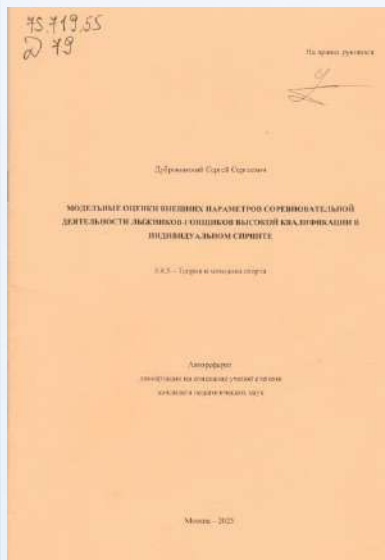 75.719.55
Д 79
На правах рукописи
Сергей Сергеевич
МОДЕЛЬНЫЕ ОЦЕНКИ ВНЕШНИХ ПАРАМЕТРОВ СОРЕВНОВАТЕЛЬНОЙ
ДЕЯТЕЛЬНОСТИ ЛЫЖНИКОВ-ГОНЩИКОВ ВЫСОКОЙ КВАЛИФИКАЦИИ В
ИНДИВИДУАЛЬНОМ СПРИНТЕ
5.8.5 – Теория и методика спорта
Автореферат
диссертации на соискание ученой степени
кандидата педагогических наук
Москва – 2025